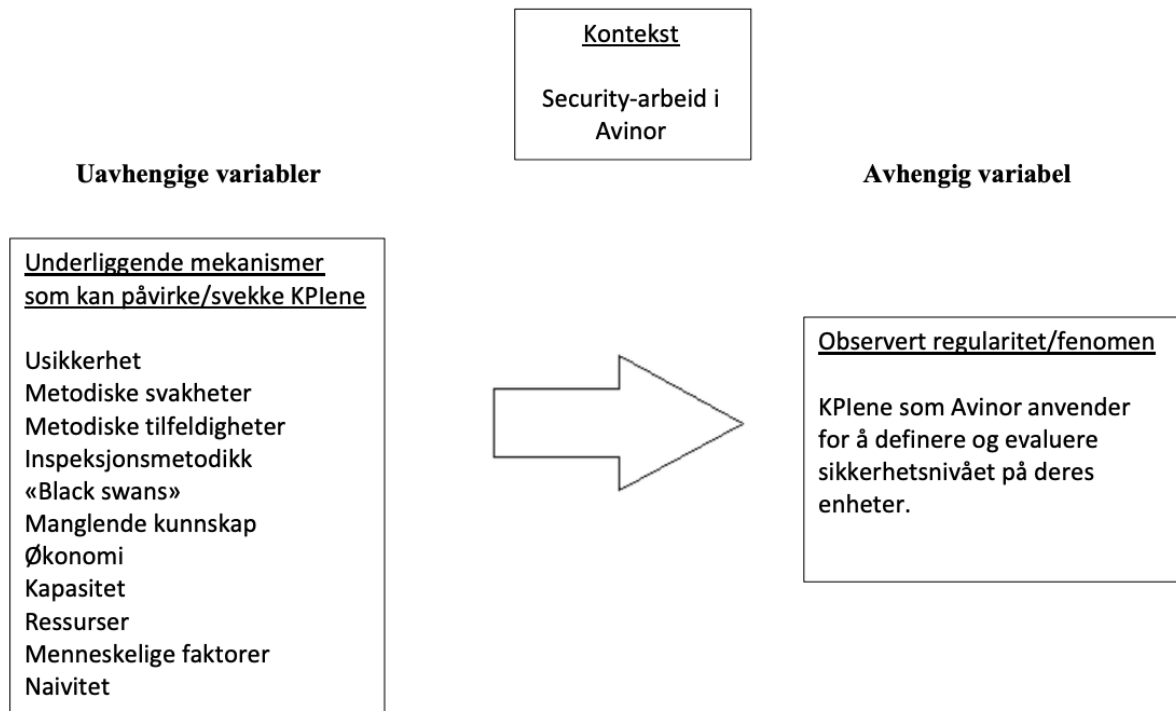 Kontekst
Security-arbeid i
Avinor
Uavhengige variabler
Avhengig variabel
Underliggende mekanismer
som kan påvirke/svekke KPIene
Usikkerhet
Metodiske svakheter
Metodiske tilfeldigheter
Inspeksjonsmetodikk
«Black swans»
Manglende kunnskap
Økonomi
Kapasitet
Ressurser
Menneskelige faktorer
Naivitet
Observert regularitet/fenomen
KPIene som Avinor anvender
for å definere og evaluere
sikkerhetsnivået på deres
enheter.